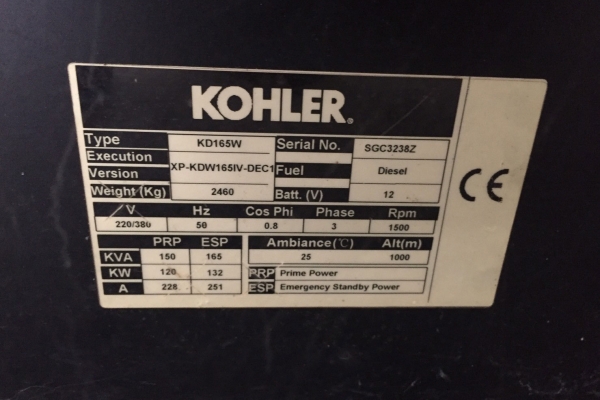 KOHLER®
Type KD165W Serial No. SGC3238Z
Execution
Version XP-KDW165IV-DEC1 Fuel Diesel
Weight(Kg) 2460 Batt. (V) 12
V Hz Cos Phi Phase Rpm
220/380 50 0.8 3 1500
PRP ESP Ambiance(℃) Alt(m)
KVA 150 165 25 1000
KW 120 132 PRP Prime Power
A 228 251 ESP Emergency Standby Power
CE